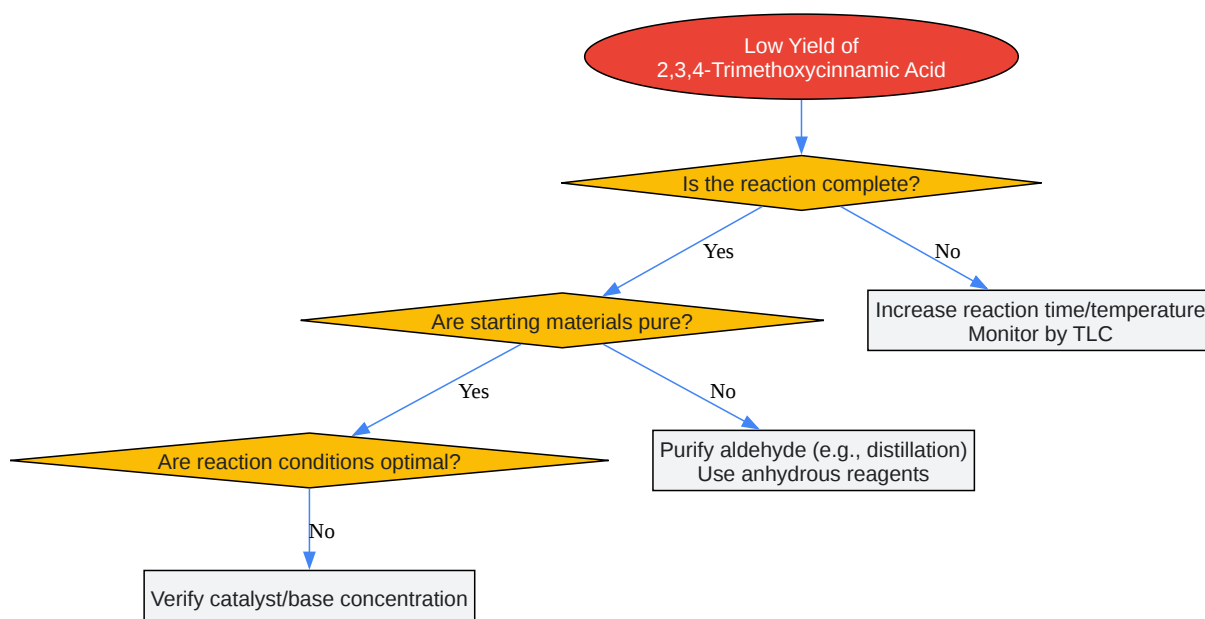 Low Yield of
2,3,4-Trimethoxycinnamic Acid
Is the reaction complete?
Yes
No
Increase reaction time/temperature
Monitor by TLC
Are starting materials pure?
Yes
No
Purify aldehyde (e.g., distillation)
Use anhydrous reagents
Are reaction conditions optimal?
No
Verify catalyst/base concentration